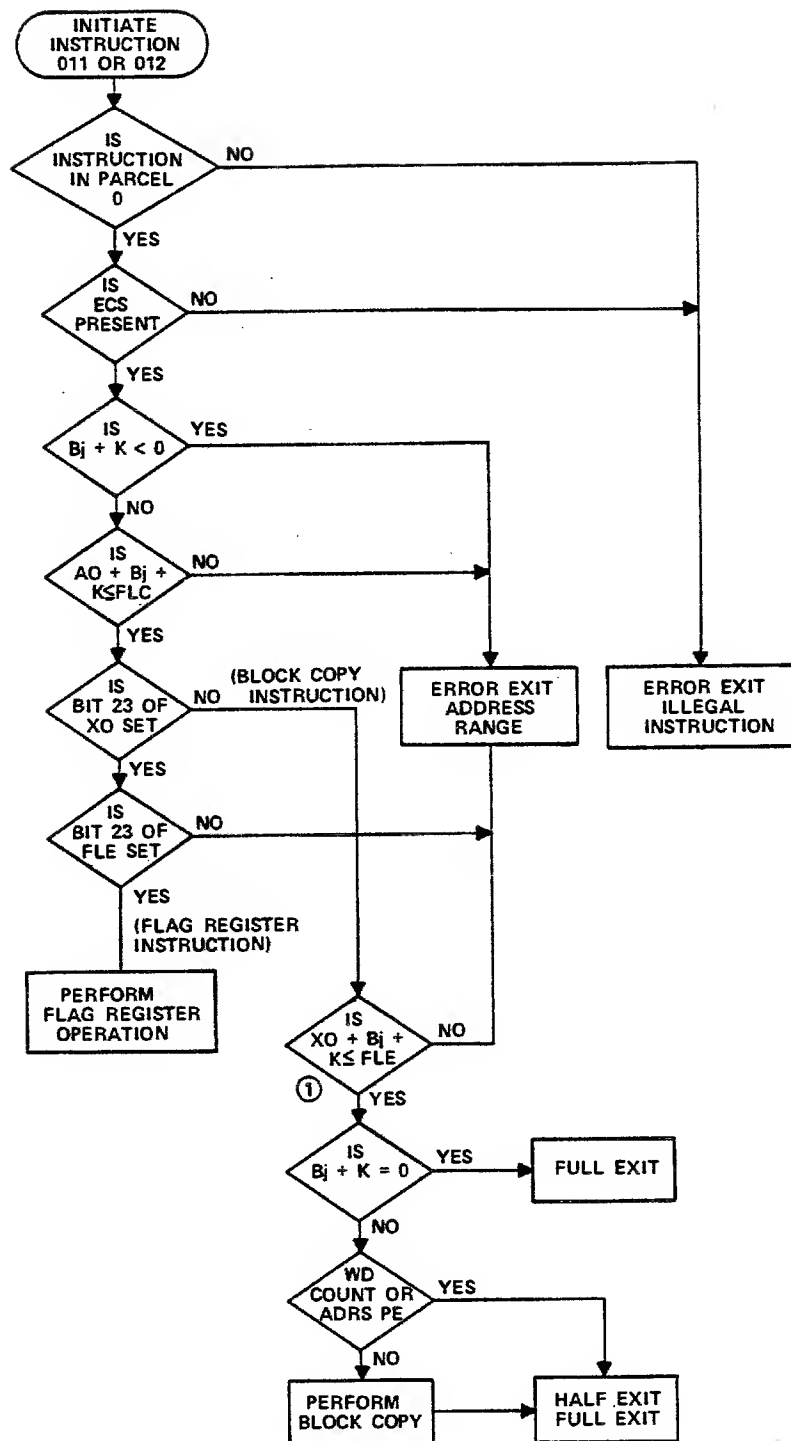 INITIATE
INSTRUCTION
011 OR 012
IS
INSTRUCTION
IN PARCEL
0
NO
YES
IS
ECS
PRESENT
NO
YES
IS
Bj + K < 0
YES
NO
IS
AO + Bj +
K≤FLC
NO
YES
IS
BIT 23 OF
XO SET
NO
(BLOCK COPY
INSTRUCTION)
YES
ERROR EXIT
ADDRESS
RANGE
ERROR EXIT
ILLEGAL
INSTRUCTION
IS
BIT 23 OF
FLE SET
NO
YES
(FLAG REGISTER
INSTRUCTION)
PERFORM
FLAG REGISTER
OPERATION
IS
XO + Bj +
K≤ FLE
NO
①
YES
IS
Bj + K = 0
YES
FULL EXIT
NO
WD
COUNT OR
ADRS PE
YES
NO
PERFORM
BLOCK COPY
HALF EXIT
FULL EXIT